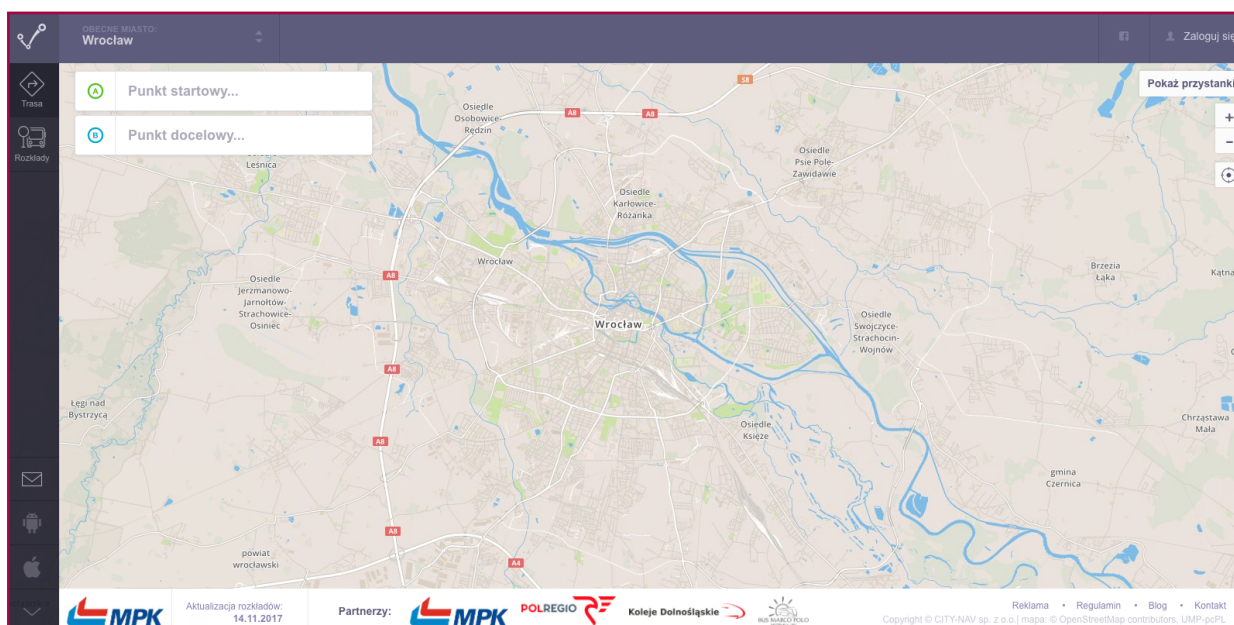 OBECNE MIASTO:
Wrocław
Zaloguj się
Trasa
Rozkłady
A
Punkt startowy...
B
Punkt docelowy...
Pokaż przystanki
+
-
S8
A8
A8
Osiedle
Osobowice-
Rędzin
Leśnica
Osiedle
Psie Pole-
Zawidawie
Osiedle
Karłowice-
Różanka
Wrocław
A8
Osiedle
Jerzmanowo-
Jarnołtów-
Strachowice-
Osiniec
Brzezia
Łąka
Kątna
Wrocław
Osiedle
Swojczyce-
Strachocin-
Wojnów
A8
Łęgi nad
Bystrzycą
Osiedle
Księże
Chrząstawa
Mała
A8
gmina
Czernica
A8
powiat
wrocławski
A4
MPK
Aktualizacja rozkładów:
14.11.2017
Partnerzy:
MPK
POLREGIO
Koleje Dolnośląskie
BUS MARCO POLO
Reklama • Regulamin • Blog • Kontakt
Copyright © CITY-NAV sp. z o.o.| mapa: © OpenStreetMap contributors, UMP-pcPL